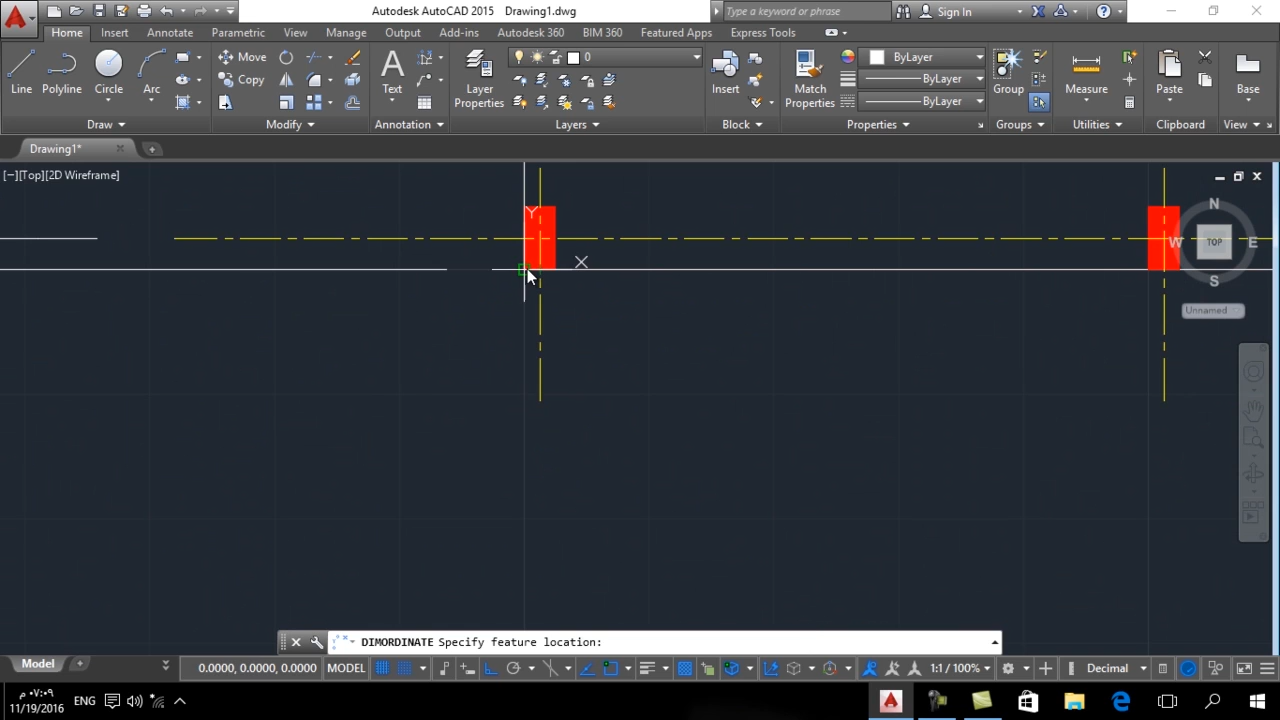 Autodesk AutoCAD 2015 Drawing1.dwg
Type a keyword or phrase
Sign In
Home Insert Annotate Parametric View Manage Output Add-ins Autodesk 360 BIM 360 Featured Apps Express Tools
Line Polyline Circle Arc
Move
Copy
Text
Layer Properties
0
Insert
Match Properties
ByLayer
ByLayer
ByLayer
Group
Measure
Paste
Base
Draw Modify Annotation Layers Block Properties Groups Utilities Clipboard View
Drawing1*
[−][Top][2D Wireframe]
N
W TOP E
S
Unnamed
Y
X
DIMORDINATE Specify feature location:
Model
0.0000, 0.0000, 0.0000 MODEL
1:1 / 100%
Decimal
ENG
٠٧:٠٩ م
11/19/2016